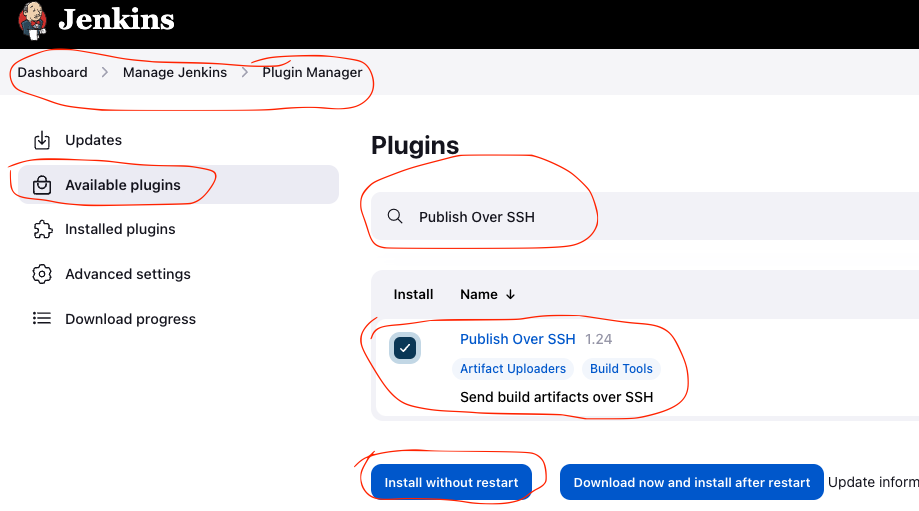 Jenkins
Dashboard > Manage Jenkins > Plugin Manager
Updates
Available plugins
Installed plugins
Advanced settings
Download progress
Plugins
Publish Over SSH
Install Name ↓
Publish Over SSH 1.24
Artifact Uploaders Build Tools
Send build artifacts over SSH
Install without restart Download now and install after restart Update inform